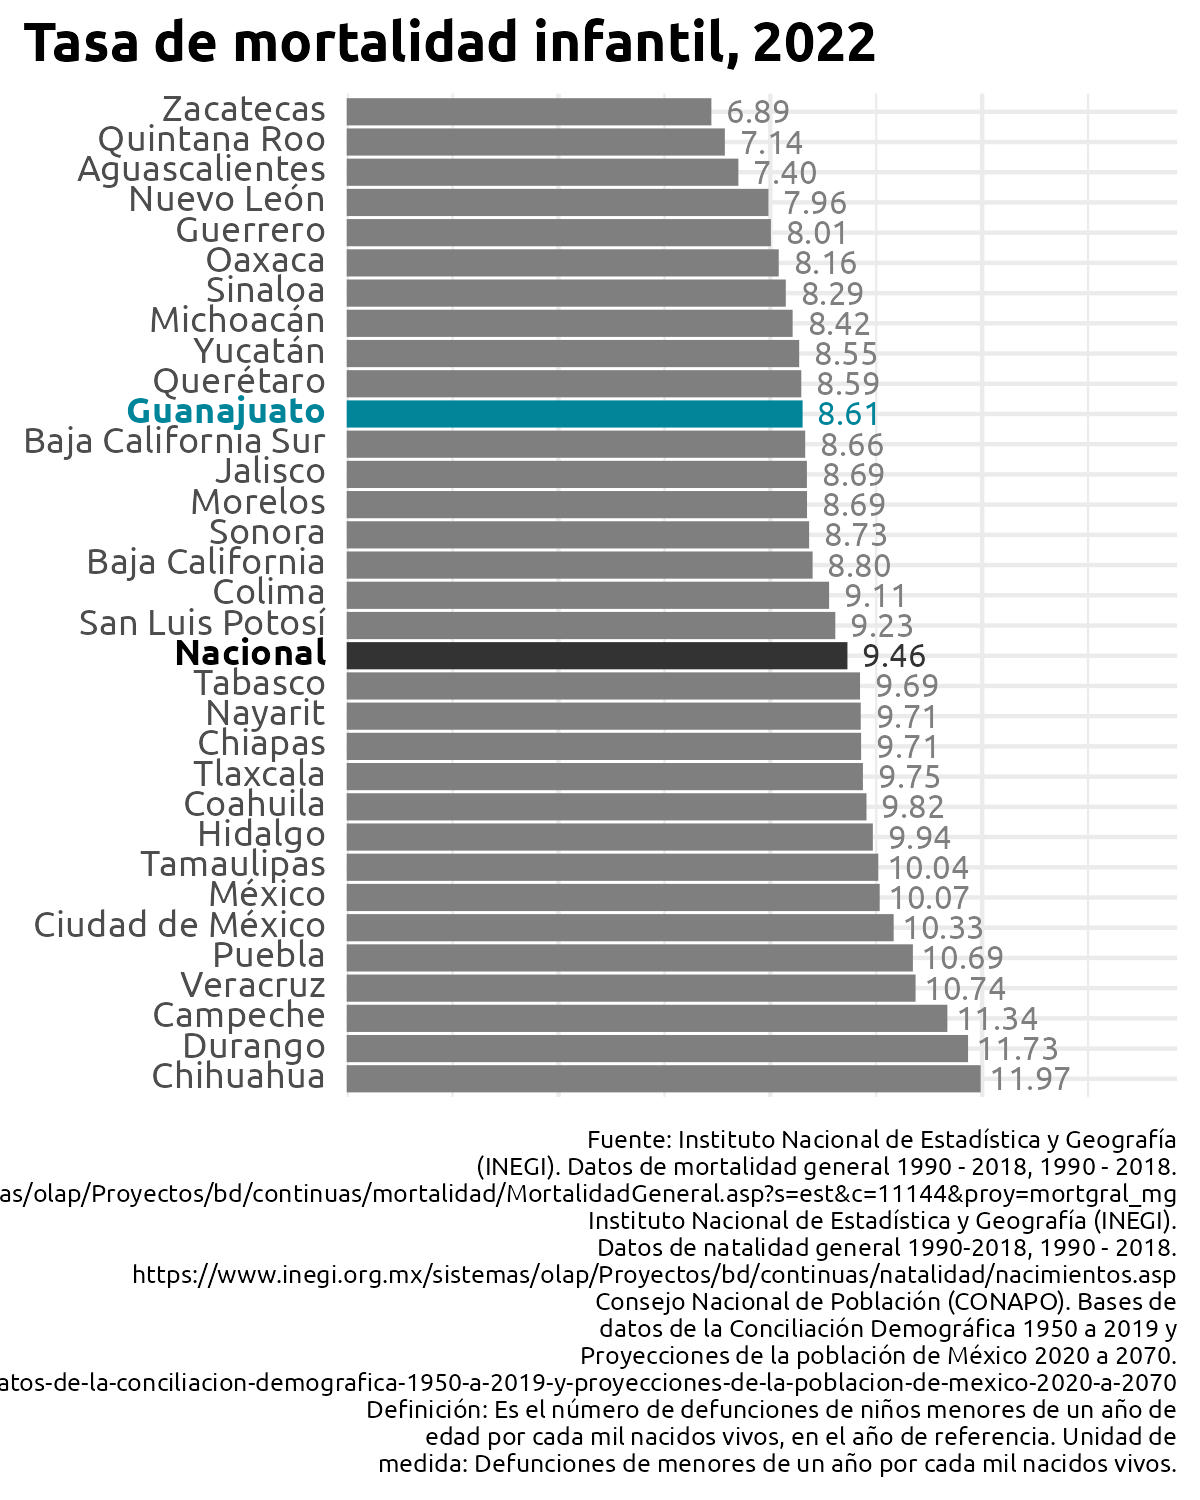 Tasa de mortalidad infantil, 2022
Zacatecas 6.89
Quintana Roo 7.14
Aguascalientes 7.40
Nuevo León 7.96
Guerrero 8.01
Oaxaca 8.16
Sinaloa 8.29
Michoacán 8.42
Yucatán 8.55
Querétaro 8.59
Guanajuato 8.61
Baja California Sur 8.66
Jalisco 8.69
Morelos 8.69
Sonora 8.73
Baja California 8.80
Colima 9.11
San Luis Potosí 9.23
Nacional 9.46
Tabasco 9.69
Nayarit 9.71
Chiapas 9.71
Tlaxcala 9.75
Coahuila 9.82
Hidalgo 9.94
Tamaulipas 10.04
México 10.07
Ciudad de México 10.33
Puebla 10.69
Veracruz 10.74
Campeche 11.34
Durango 11.73
Chihuahua 11.97
Fuente: Instituto Nacional de Estadística y Geografía
(INEGI). Datos de mortalidad general 1990 - 2018, 1990 - 2018.
as/olap/Proyectos/bd/continuas/mortalidad/MortalidadGeneral.asp?s=est&c=11144&proy=mortgral_mg
Instituto Nacional de Estadística y Geografía (INEGI).
Datos de natalidad general 1990-2018, 1990 - 2018.
https://www.inegi.org.mx/sistemas/olap/Proyectos/bd/continuas/natalidad/nacimientos.asp
Consejo Nacional de Población (CONAPO). Bases de
datos de la Conciliación Demográfica 1950 a 2019 y
Proyecciones de la población de México 2020 a 2070.
atos-de-la-conciliacion-demografica-1950-a-2019-y-proyecciones-de-la-poblacion-de-mexico-2020-a-2070
Definición: Es el número de defunciones de niños menores de un año de
edad por cada mil nacidos vivos, en el año de referencia. Unidad de
medida: Defunciones de menores de un año por cada mil nacidos vivos.